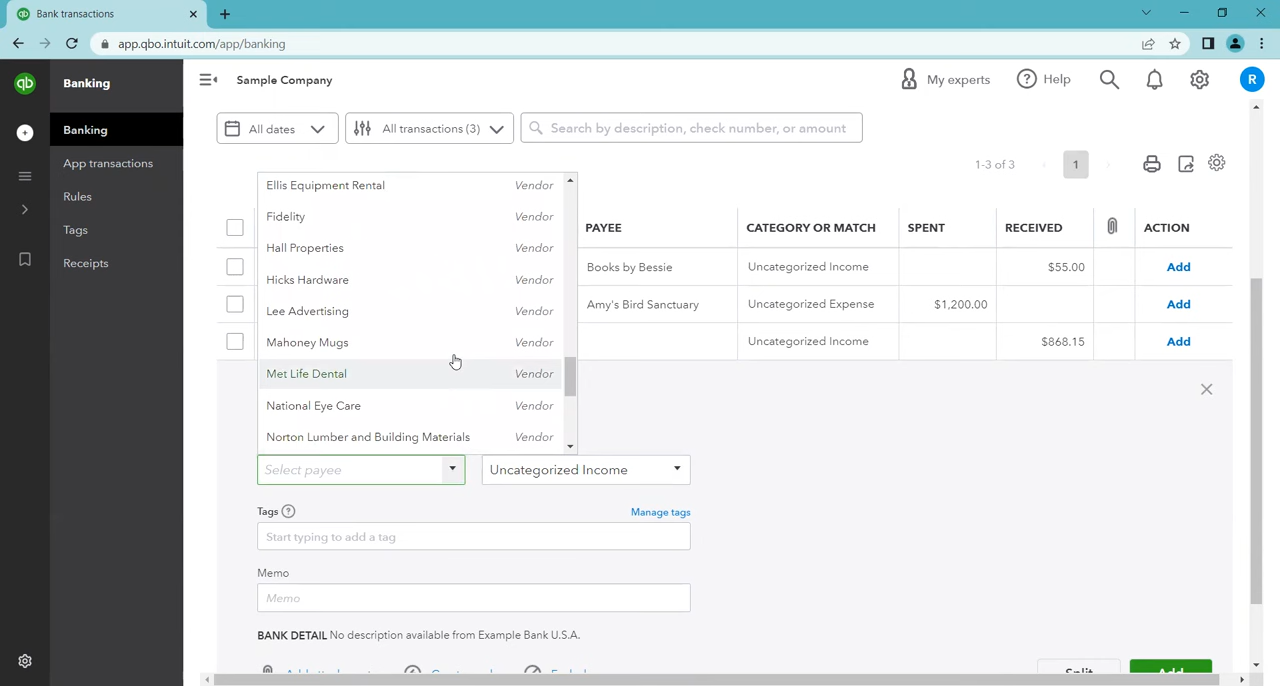 Bank transactions
app.qbo.intuit.com/app/banking
qb
Banking
Sample Company
My experts
Help
R
Banking
App transactions
Rules
Tags
Receipts
All dates
All transactions (3)
Search by description, check number, or amount
1-3 of 3
1
PAYEE
CATEGORY OR MATCH
SPENT
RECEIVED
ACTION
Books by Bessie
Uncategorized Income
$55.00
Add
Amy's Bird Sanctuary
Uncategorized Expense
$1,200.00
Add
Uncategorized Income
$868.15
Add
Ellis Equipment Rental Vendor
Fidelity Vendor
Hall Properties Vendor
Hicks Hardware Vendor
Lee Advertising Vendor
Mahoney Mugs Vendor
Met Life Dental Vendor
National Eye Care Vendor
Norton Lumber and Building Materials Vendor
Select payee
Uncategorized Income
Tags
Manage tags
Start typing to add a tag
Memo
Memo
BANK DETAIL No description available from Example Bank U.S.A.
Split
Add